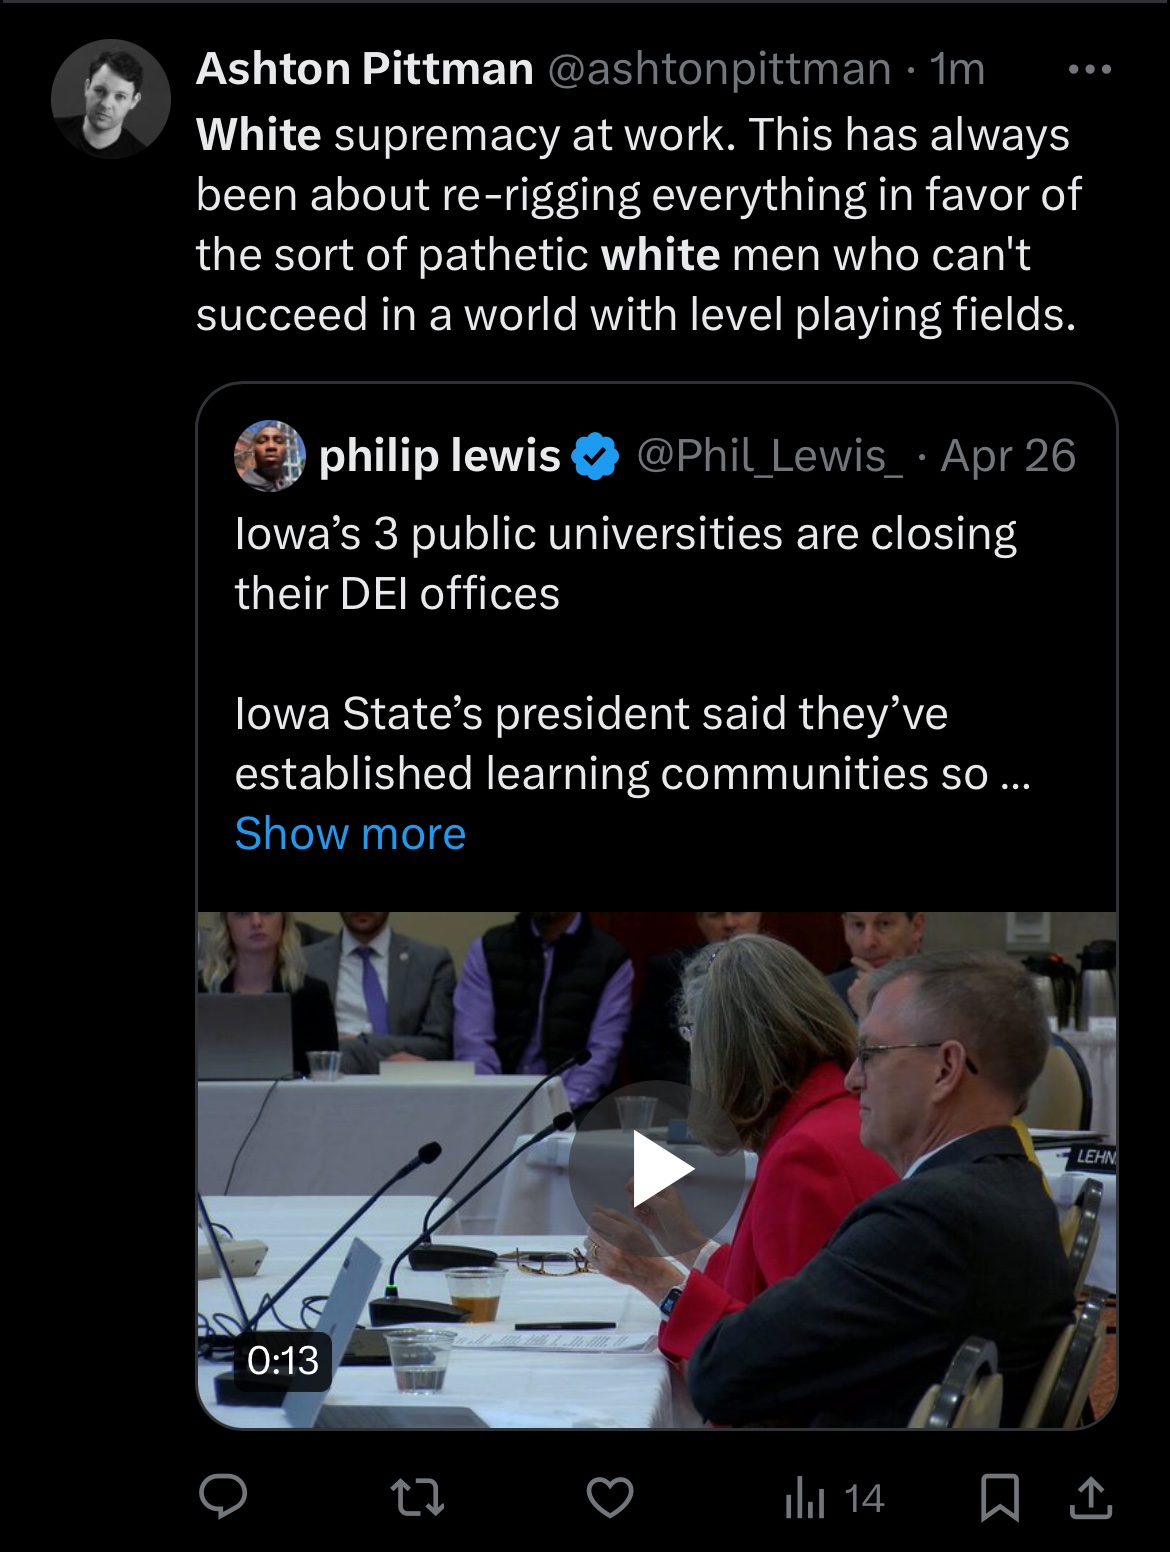 Ashton Pittman @ashtonpittman · 1m
White supremacy at work. This has always
been about re-rigging everything in favor of
the sort of pathetic white men who can't
succeed in a world with level playing fields.
philip lewis @Phil_Lewis_ · Apr 26
Iowa’s 3 public universities are closing
their DEI offices
Iowa State’s president said they’ve
established learning communities so ...
Show more
LEHN
0:13
14